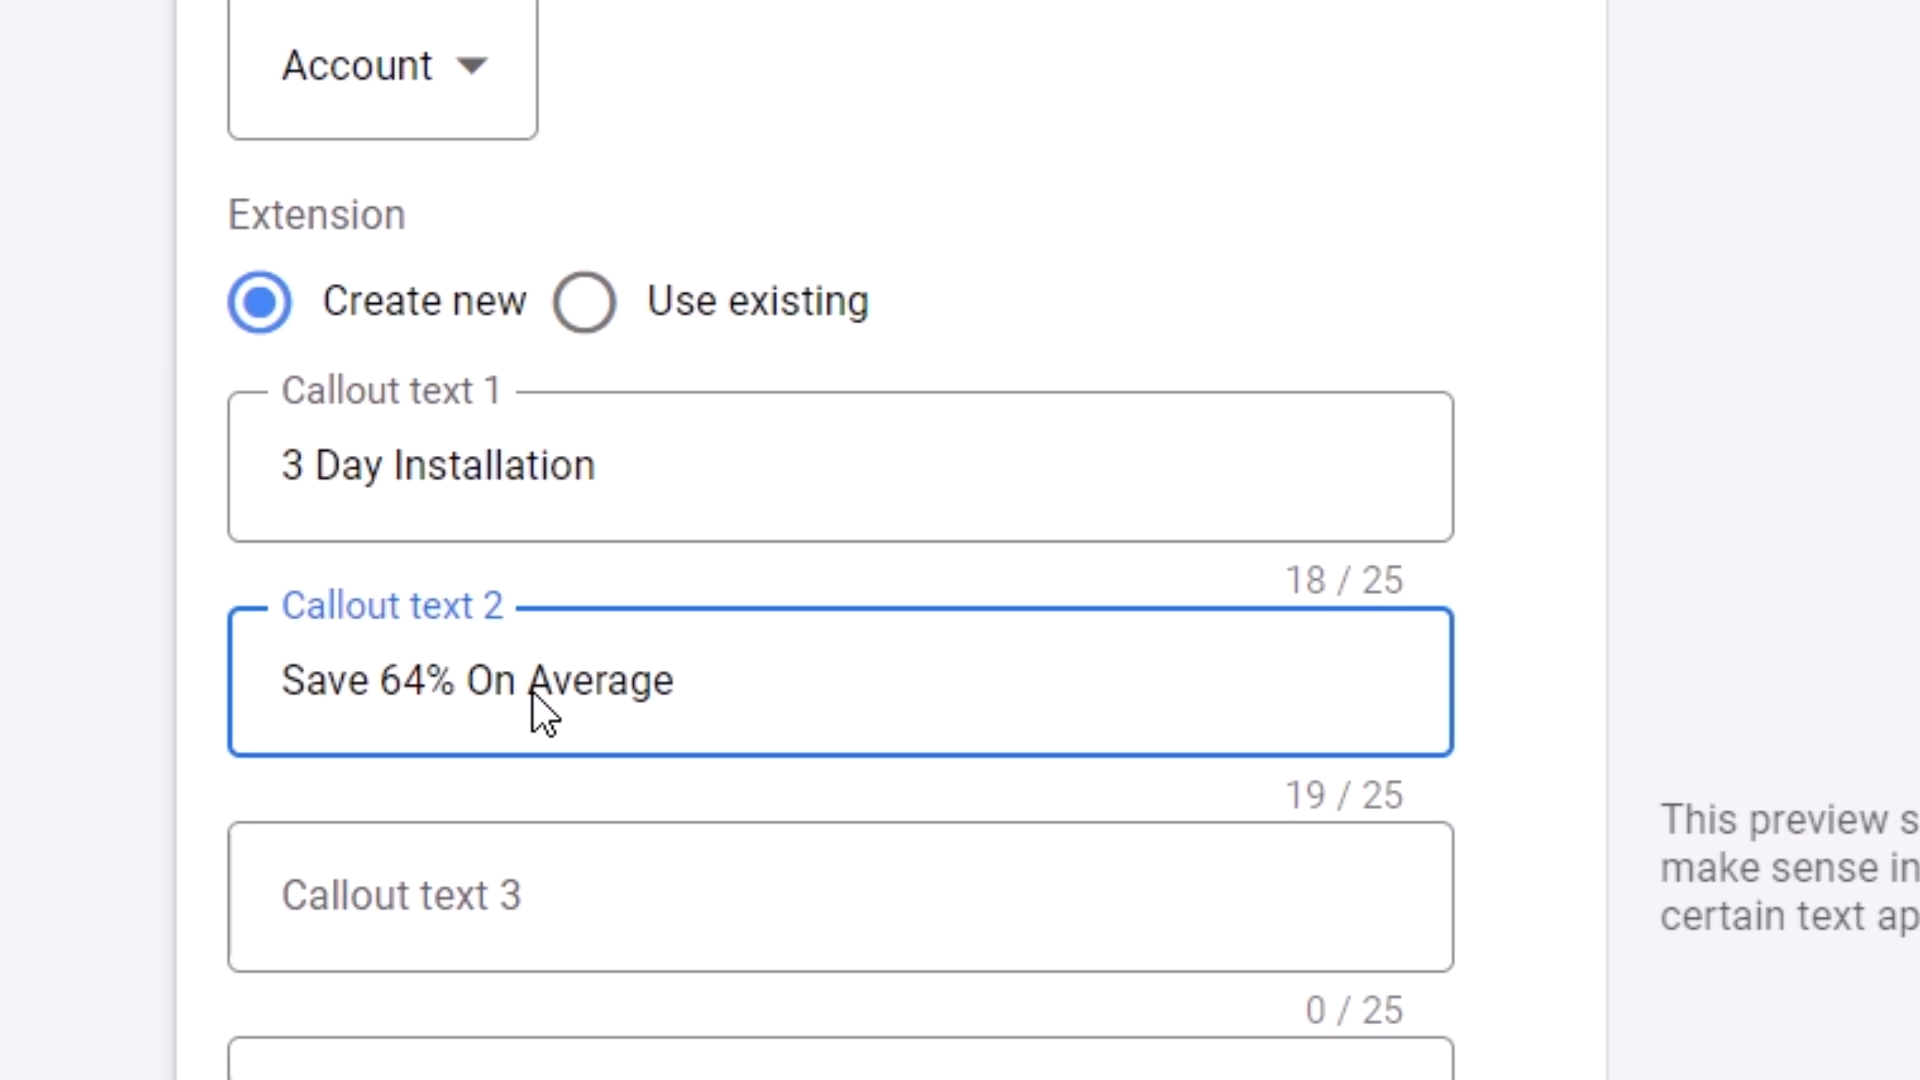 Account
Extension
Create new Use existing
Callout text 1
3 Day Installation
18 / 25
Callout text 2
Save 64% On Average
19 / 25
Callout text 3
0 / 25
This preview
make sense in
certain text